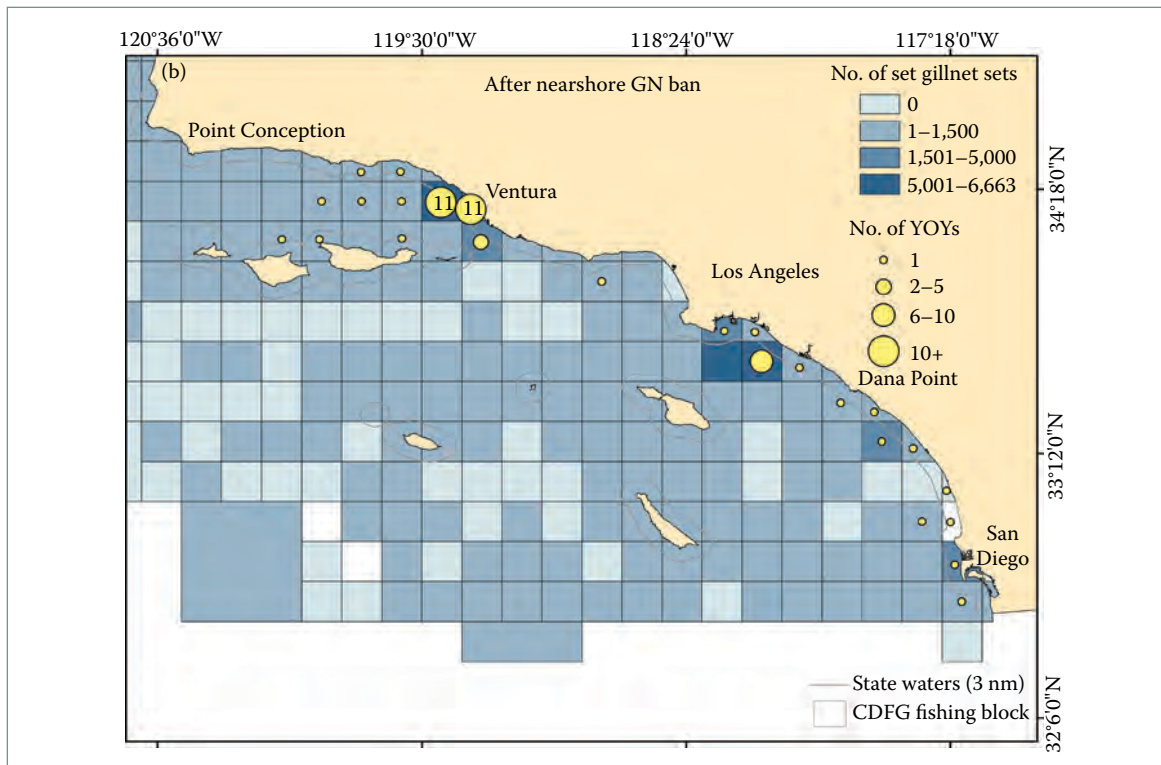 120°36'0"W 119°30'0"W 118°24'0"W 117°18'0"W
(b)
After nearshore GN ban
No. of set gillnet sets
0
1–1,500
1,501–5,000
5,001–6,663
Point Conception
Ventura
11 11
Los Angeles
No. of YOYs
1
2–5
6–10
10+
Dana Point
San
Diego
34°18'0"N
33°12'0"N
32°6'0"N
State waters (3 nm)
CDFG fishing block